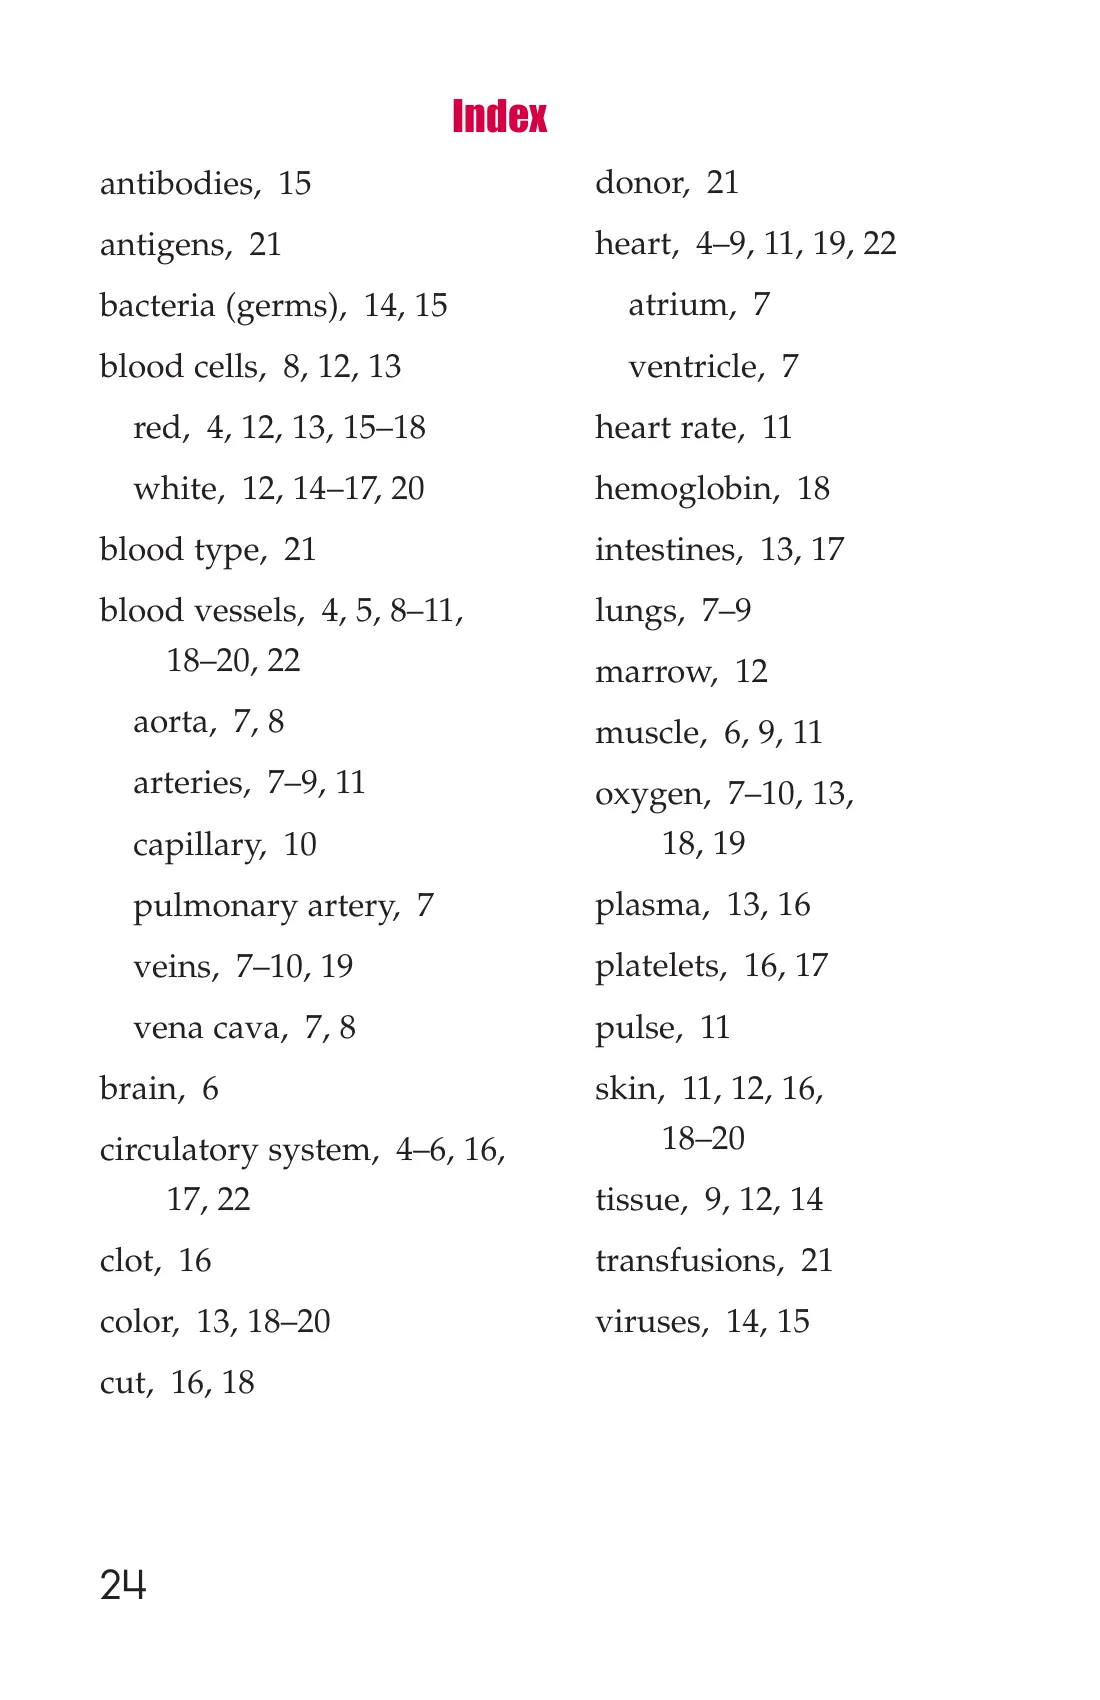 Index
antibodies, 15
antigens, 21
bacteria (germs), 14, 15
blood cells, 8, 12, 13
red, 4, 12, 13, 15–18
white, 12, 14–17, 20
blood type, 21
blood vessels, 4, 5, 8–11,
18–20, 22
aorta, 7, 8
arteries, 7–9, 11
capillary, 10
pulmonary artery, 7
veins, 7–10, 19
vena cava, 7, 8
brain, 6
circulatory system, 4–6, 16,
17, 22
clot, 16
color, 13, 18–20
cut, 16, 18
donor, 21
heart, 4–9, 11, 19, 22
atrium, 7
ventricle, 7
heart rate, 11
hemoglobin, 18
intestines, 13, 17
lungs, 7–9
marrow, 12
muscle, 6, 9, 11
oxygen, 7–10, 13,
18, 19
plasma, 13, 16
platelets, 16, 17
pulse, 11
skin, 11, 12, 16,
18–20
tissue, 9, 12, 14
transfusions, 21
viruses, 14, 15
24